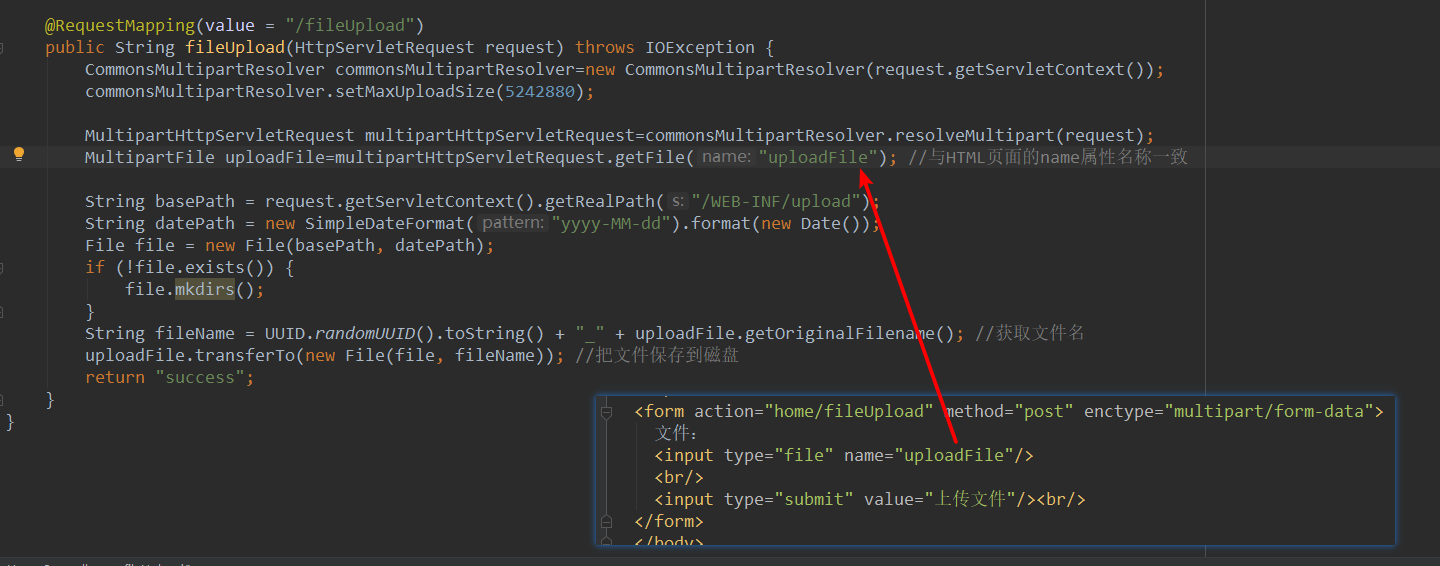 @RequestMapping(value = "/fileUpload")
public String fileUpload(HttpServletRequest request) throws IOException {
CommonsMultipartResolver commonsMultipartResolver=new CommonsMultipartResolver(request.getServletContext());
commonsMultipartResolver.setMaxUploadSize(5242880);
MultipartHttpServletRequest multipartHttpServletRequest=commonsMultipartResolver.resolveMultipart(request);
MultipartFile uploadFile=multipartHttpServletRequest.getFile( name: "uploadFile"); //与HTML页面的name属性名称一致
String basePath = request.getServletContext().getRealPath( s: "/WEB-INF/upload");
String datePath = new SimpleDateFormat( pattern: "yyyy-MM-dd").format(new Date());
File file = new File(basePath, datePath);
if (!file.exists()) {
file.mkdirs();
}
String fileName = UUID.randomUUID().toString() + "_" + uploadFile.getOriginalFilename(); //获取文件名
uploadFile.transferTo(new File(file, fileName)); //把文件保存到磁盘
return "success";
}
}
<form action="home/fileUpload" method="post" enctype="multipart/form-data">
文件:
<input type="file" name="uploadFile"/>
<br/>
<input type="submit" value="上传文件"/><br/>
</form>
</body>